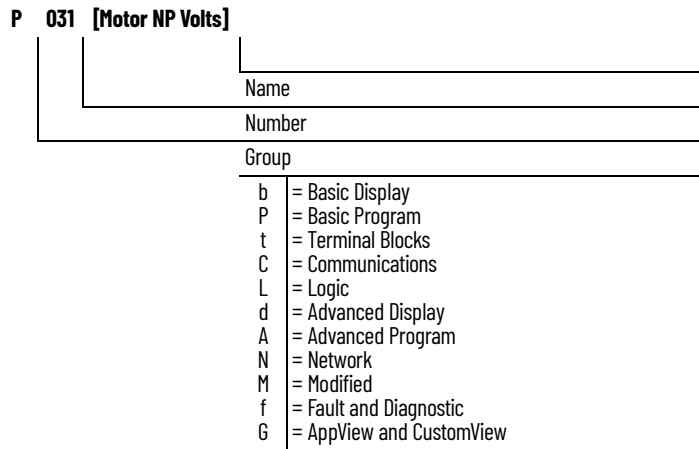 P 031 [Motor NP Volts]
Name
Number
Group
b = Basic Display
P = Basic Program
t = Terminal Blocks
C = Communications
L = Logic
d = Advanced Display
A = Advanced Program
N = Network
M = Modified
f = Fault and Diagnostic
G = AppView and CustomView